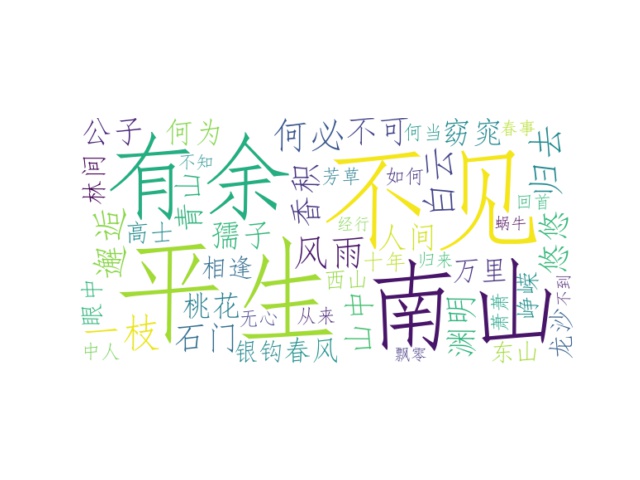 公子
何为
何必
不可
何当
窈窕
春事
林间
有余
不知
青山
香积
芳草
不见
如何
白云
归去
回首
邂逅
高士
孺子
风雨
经行
人间
蜗牛
悠悠
平生
相逢
十年
归来
万里
南山
眼中
桃花
西山
山中
渊明
萧萧
峥嵘
不到
一枝
石门
无心
从来
龙沙
中人
银钩
春风
飘零
东山